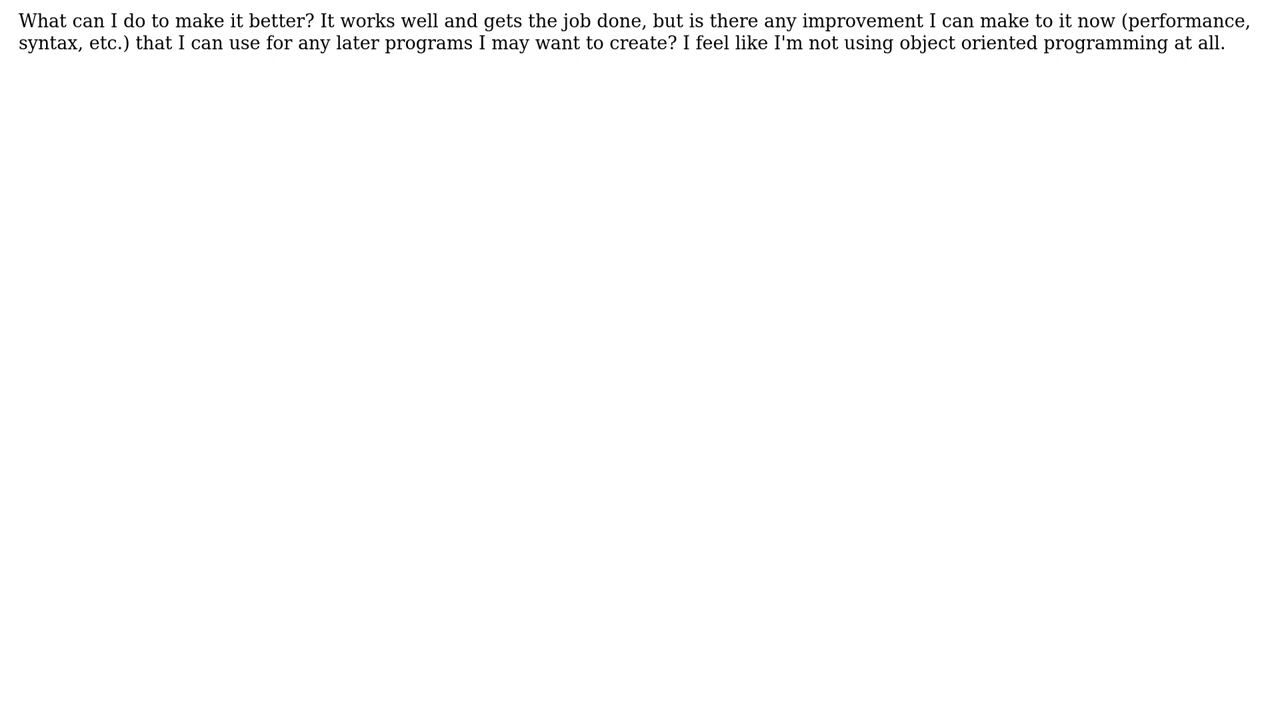 What can I do to make it better? It works well and gets the job done, but is there any improvement I can make to it now (performance,
syntax, etc.) that I can use for any later programs I may want to create? I feel like I'm not using object oriented programming at all.